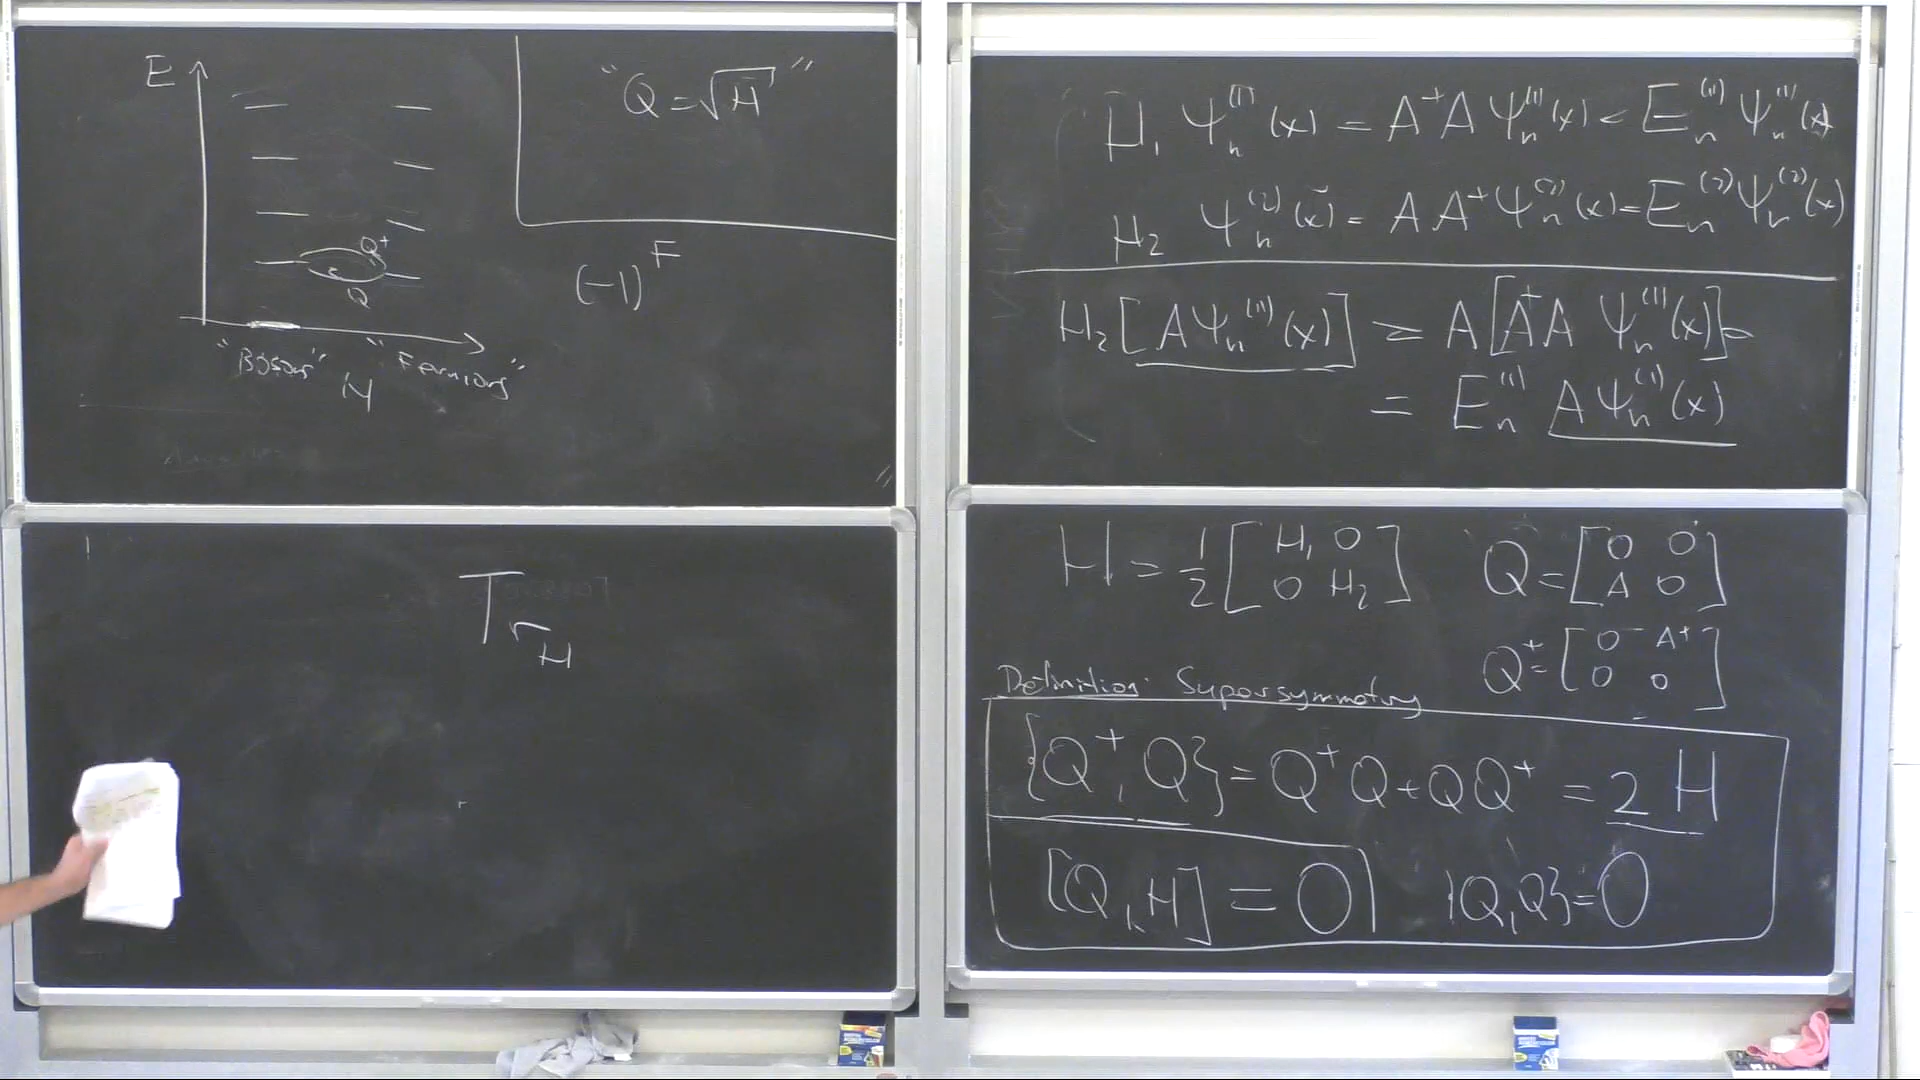 E
"Q = √H"
(-1)^F
Q⁺
Q
"Boson" "Fermions"
Tr_H
H₁ Ψₙ⁽¹⁾(x) = A⁺A Ψₙ⁽¹⁾(x) = Eₙ⁽¹⁾ Ψₙ⁽¹⁾(x)
H₂ Ψₙ⁽²⁾(x) = A A⁺ Ψₙ⁽²⁾(x) = Eₙ⁽²⁾ Ψₙ⁽²⁾(x)
H₂ [A Ψₙ⁽¹⁾(x)] = A [A⁺A Ψₙ⁽¹⁾(x)] =
= Eₙ⁽¹⁾ A Ψₙ⁽¹⁾(x)
H = 1/2 [H₁ 0; 0 H₂] Q = [0 0; A 0]
Q⁺ = [0 A⁺; 0 0]
Definition: Supersymmetry
{Q⁺, Q} = Q⁺Q + QQ⁺ = 2H
[Q, H] = 0 {Q, Q} = 0